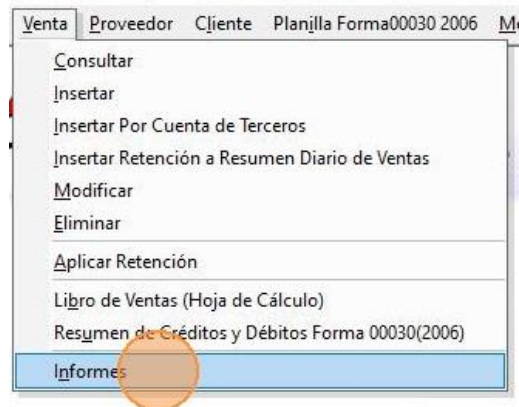 Venta Proveedor Cliente Planilla Forma00030 2006
Consultar
Insertar
Insertar Por Cuenta de Terceros
Insertar Retención a Resumen Diario de Ventas
Modificar
Eliminar
Aplicar Retención
Libro de Ventas (Hoja de Cálculo)
Resumen de Créditos y Débitos Forma 00030(2006)
Informes